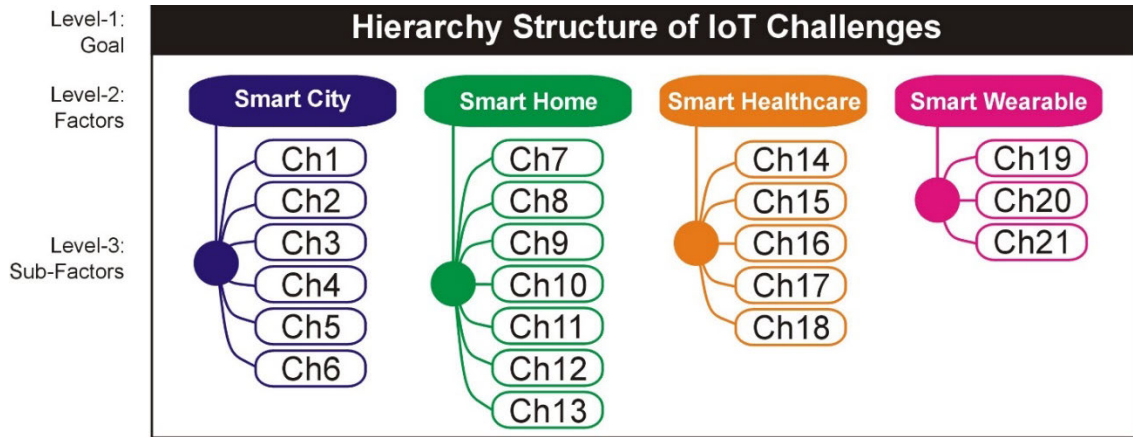 Level-1:
Goal
Hierarchy Structure of IoT Challenges
Level-2:
Factors
Smart City
Smart Home
Smart Healthcare
Smart Wearable
Level-3:
Sub-Factors
Ch1
Ch2
Ch3
Ch4
Ch5
Ch6
Ch7
Ch8
Ch9
Ch10
Ch11
Ch12
Ch13
Ch14
Ch15
Ch16
Ch17
Ch18
Ch19
Ch20
Ch21